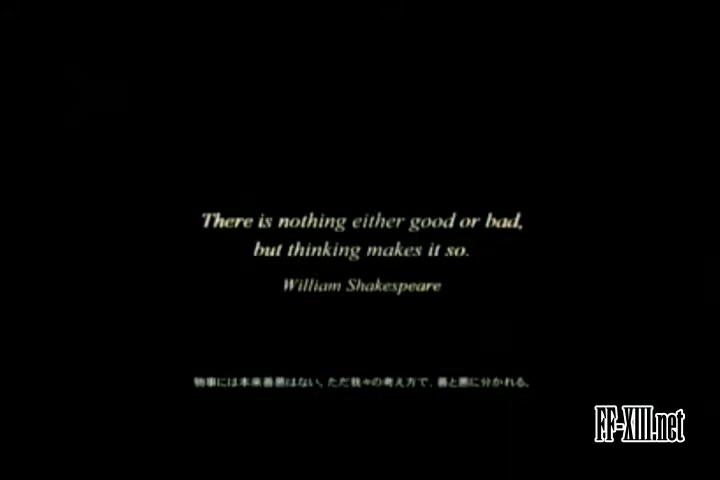 There is nothing either good or bad,
but thinking makes it so.
William Shakespeare
物事には本来善悪はない。ただ我々の考え方で、善と悪に分かれる。
FF-XIII.net